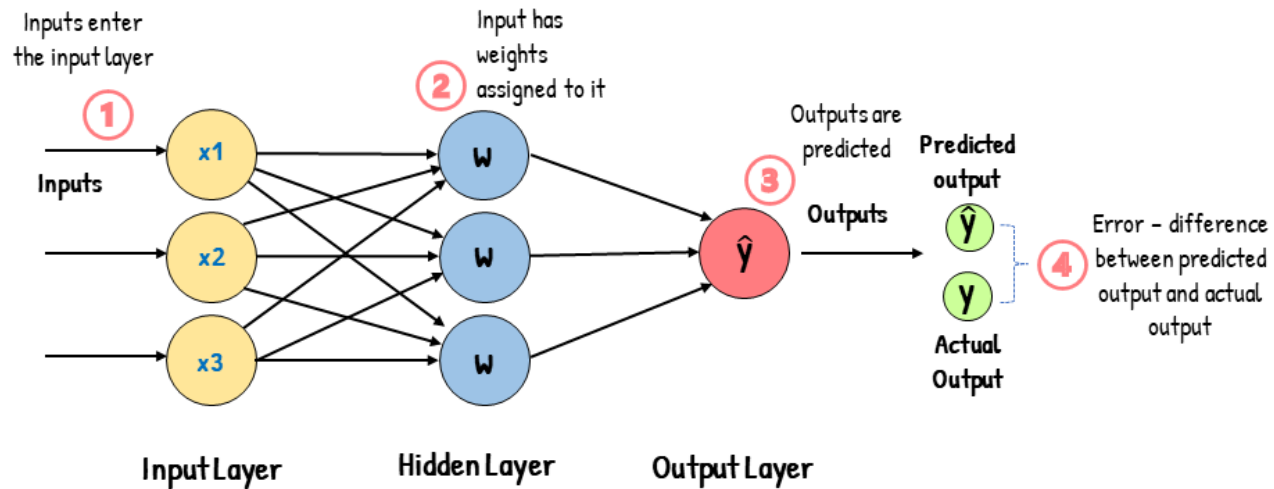 Inputs enter
the input layer
1
Inputs
x1
x2
x3
Input Layer
2
Input has
weights
assigned to it
w
w
w
Hidden Layer
3
Outputs are
predicted
ŷ
Output Layer
Outputs
Predicted
output
ŷ
y
Actual
Output
4
Error – difference
between predicted
output and actual
output